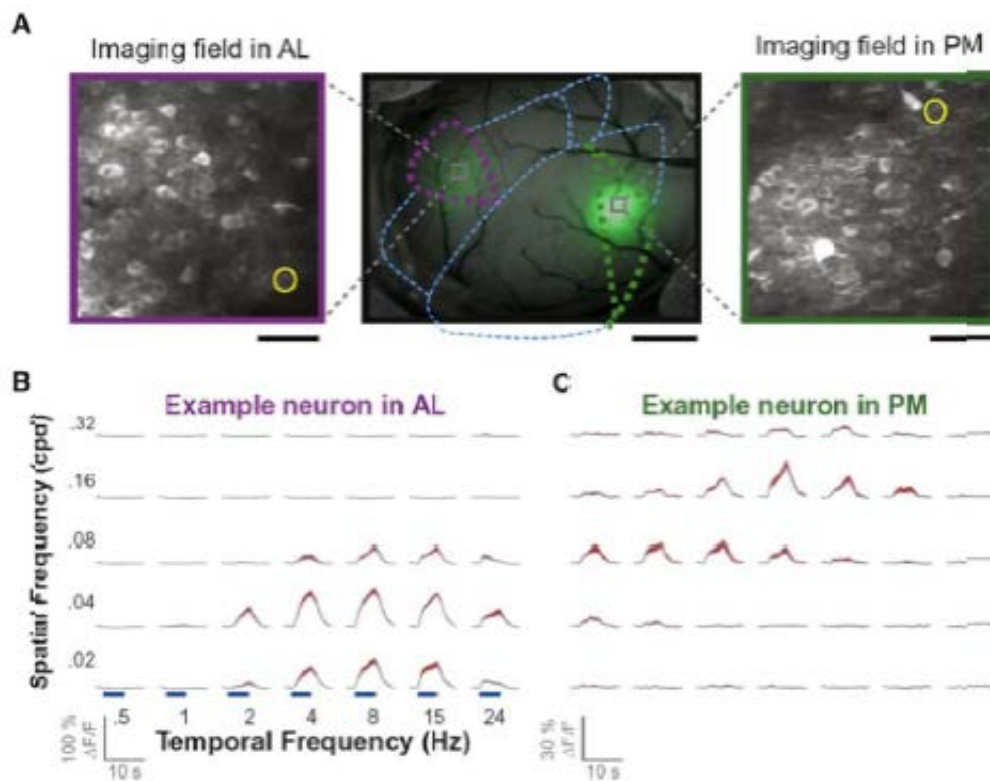 A
Imaging field in AL
Imaging field in PM
B
C
Example neuron in AL
Example neuron in PM
Spatial Frequency (cpd)
.32
.16
.08
.04
.02
.5 1 2 4 8 15 24
Temporal Frequency (Hz)
100 %
ΔF/F
10 s
30 %
ΔF/F
10 s